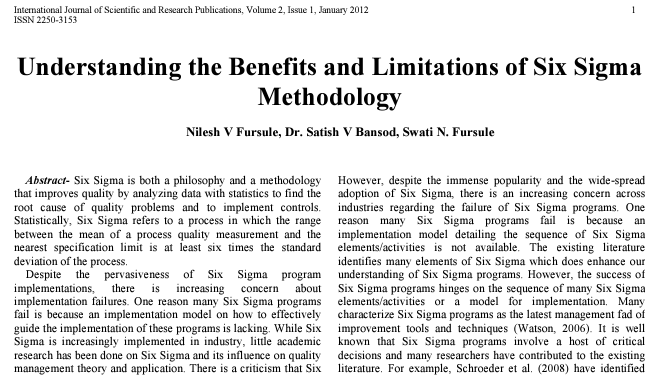 International Journal of Scientific and Research Publications, Volume 2, Issue 1, January 2012 1
ISSN 2250-3153
Understanding the Benefits and Limitations of Six Sigma
Methodology
Nilesh V Fursule, Dr. Satish V Bansod, Swati N. Fursule
Abstract- Six Sigma is both a philosophy and a methodology
that improves quality by analyzing data with statistics to find the
root cause of quality problems and to implement controls.
Statistically, Six Sigma refers to a process in which the range
between the mean of a process quality measurement and the
nearest specification limit is at least six times the standard
deviation of the process.
Despite the pervasiveness of Six Sigma program
implementations, there is increasing concern about
implementation failures. One reason many Six Sigma programs
fail is because an implementation model on how to effectively
guide the implementation of these programs is lacking. While Six
Sigma is increasingly implemented in industry, little academic
research has been done on Six Sigma and its influence on quality
management theory and application. There is a criticism that Six
However, despite the immense popularity and the wide-spread
adoption of Six Sigma, there is an increasing concern across
industries regarding the failure of Six Sigma programs. One
reason many Six Sigma programs fail is because an
implementation model detailing the sequence of Six Sigma
elements/activities is not available. The existing literature
identifies many elements of Six Sigma which does enhance our
understanding of Six Sigma programs. However, the success of
Six Sigma programs hinges on the sequence of many Six Sigma
elements/activities or a model for implementation. Many
characterize Six Sigma programs as the latest management fad of
improvement tools and techniques (Watson, 2006). It is well
known that Six Sigma programs involve a host of critical
decisions and many researchers have contributed to the existing
literature. For example, Schroeder et al. (2008) have identified